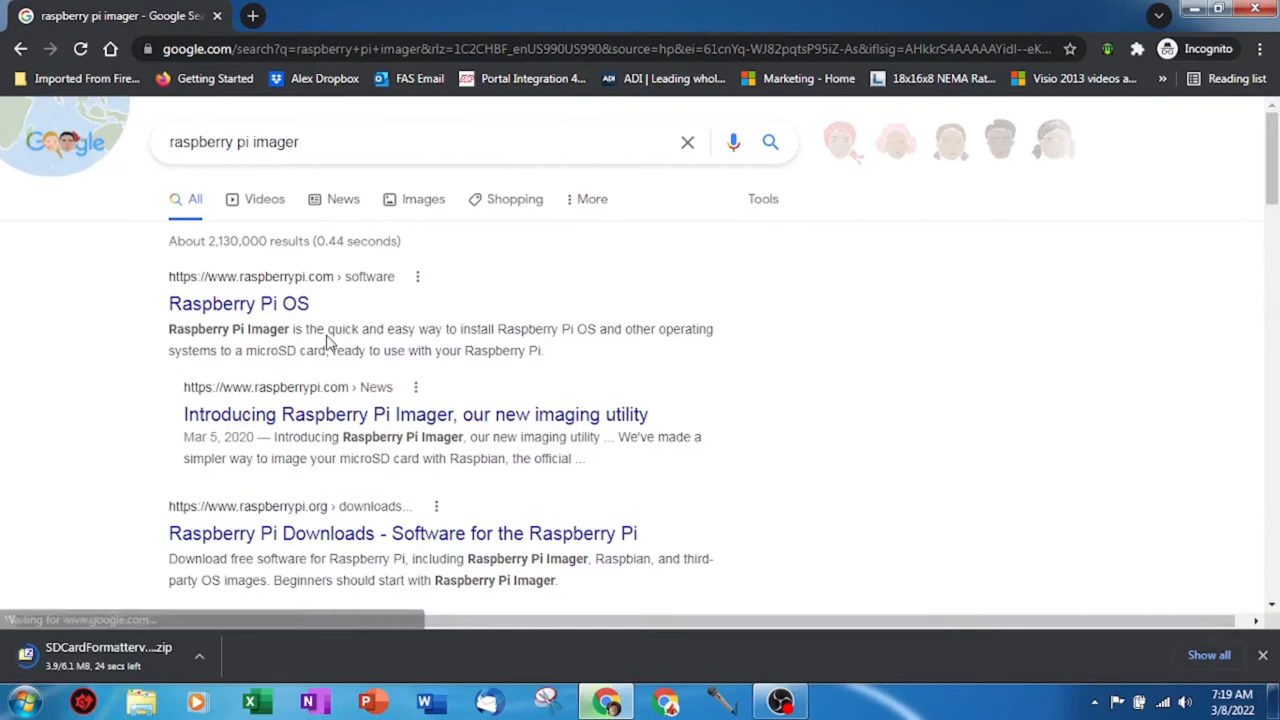 raspberry pi imager - Google Sea
google.com/search?q=raspberry+pi+imager&rlz=1C2CHBF_enUS990US990&source=hp&ei=61cnYq-WJ82pqtsP95iZ-As&iflsig=AHkkrS4AAAAAYidl--eK...
Incognito
Imported From Fire...
Getting Started
Alex Dropbox
FAS Email
Portal Integration 4...
ADI | Leading whol...
Marketing - Home
18x16x8 NEMA Rat...
Visio 2013 videos a...
»
Reading list
Google
raspberry pi imager
All
Videos
News
Images
Shopping
More
Tools
About 2,130,000 results (0.44 seconds)
https://www.raspberrypi.com › software
Raspberry Pi OS
Raspberry Pi Imager is the quick and easy way to install Raspberry Pi OS and other operating
systems to a microSD card, ready to use with your Raspberry Pi.
https://www.raspberrypi.com › News
Introducing Raspberry Pi Imager, our new imaging utility
Mar 5, 2020 — Introducing Raspberry Pi Imager, our new imaging utility ... We've made a
simpler way to image your microSD card with Raspbian, the official ...
https://www.raspberrypi.org › downloads...
Raspberry Pi Downloads - Software for the Raspberry Pi
Download free software for Raspberry Pi, including Raspberry Pi Imager, Raspbian, and third-
party OS images. Beginners should start with Raspberry Pi Imager.
Waiting for www.google.com...
SDCardFormatterv....zip
3.9/6.1 MB, 24 secs left
Show all
7:19 AM
3/8/2022